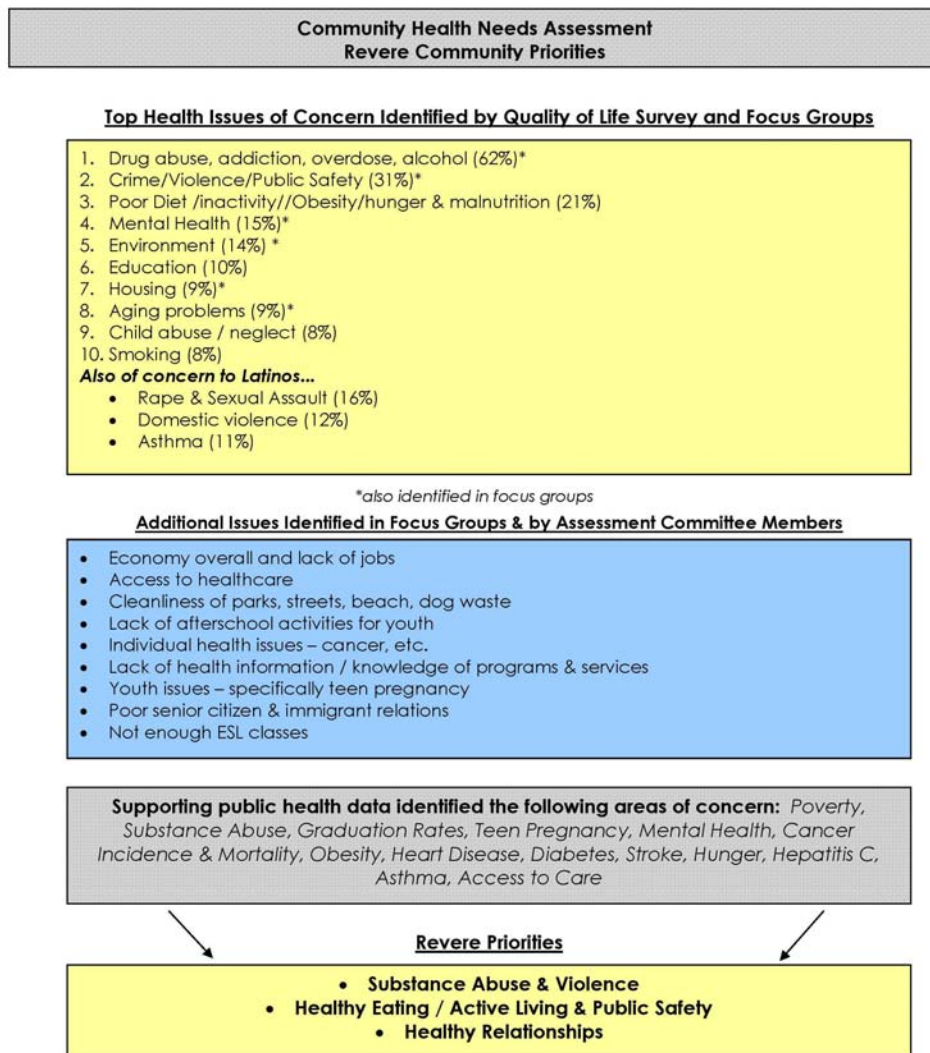 Community Health Needs Assessment
Revere Community Priorities
Top Health Issues of Concern Identified by Quality of Life Survey and Focus Groups
1. Drug abuse, addiction, overdose, alcohol (62%)*
2. Crime/Violence/Public Safety (31%)*
3. Poor Diet /inactivity//Obesity/hunger & malnutrition (21%)
4. Mental Health (15%)*
5. Environment (14%) *
6. Education (10%)
7. Housing (9%)*
8. Aging problems (9%)*
9. Child abuse / neglect (8%)
10. Smoking (8%)
Also of concern to Latinos...
• Rape & Sexual Assault (16%)
• Domestic violence (12%)
• Asthma (11%)
*also identified in focus groups
Additional Issues Identified in Focus Groups & by Assessment Committee Members
• Economy overall and lack of jobs
• Access to healthcare
• Cleanliness of parks, streets, beach, dog waste
• Lack of afterschool activities for youth
• Individual health issues – cancer, etc.
• Lack of health information / knowledge of programs & services
• Youth issues – specifically teen pregnancy
• Poor senior citizen & immigrant relations
• Not enough ESL classes
Supporting public health data identified the following areas of concern: Poverty,
Substance Abuse, Graduation Rates, Teen Pregnancy, Mental Health, Cancer
Incidence & Mortality, Obesity, Heart Disease, Diabetes, Stroke, Hunger, Hepatitis C,
Asthma, Access to Care
Revere Priorities
• Substance Abuse & Violence
• Healthy Eating / Active Living & Public Safety
• Healthy Relationships